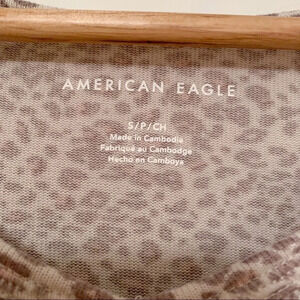 AMERICAN EAGLE
S/P/CH
Made in Cambodia
Fabriqué au Cambodge
Hecho en Camboya